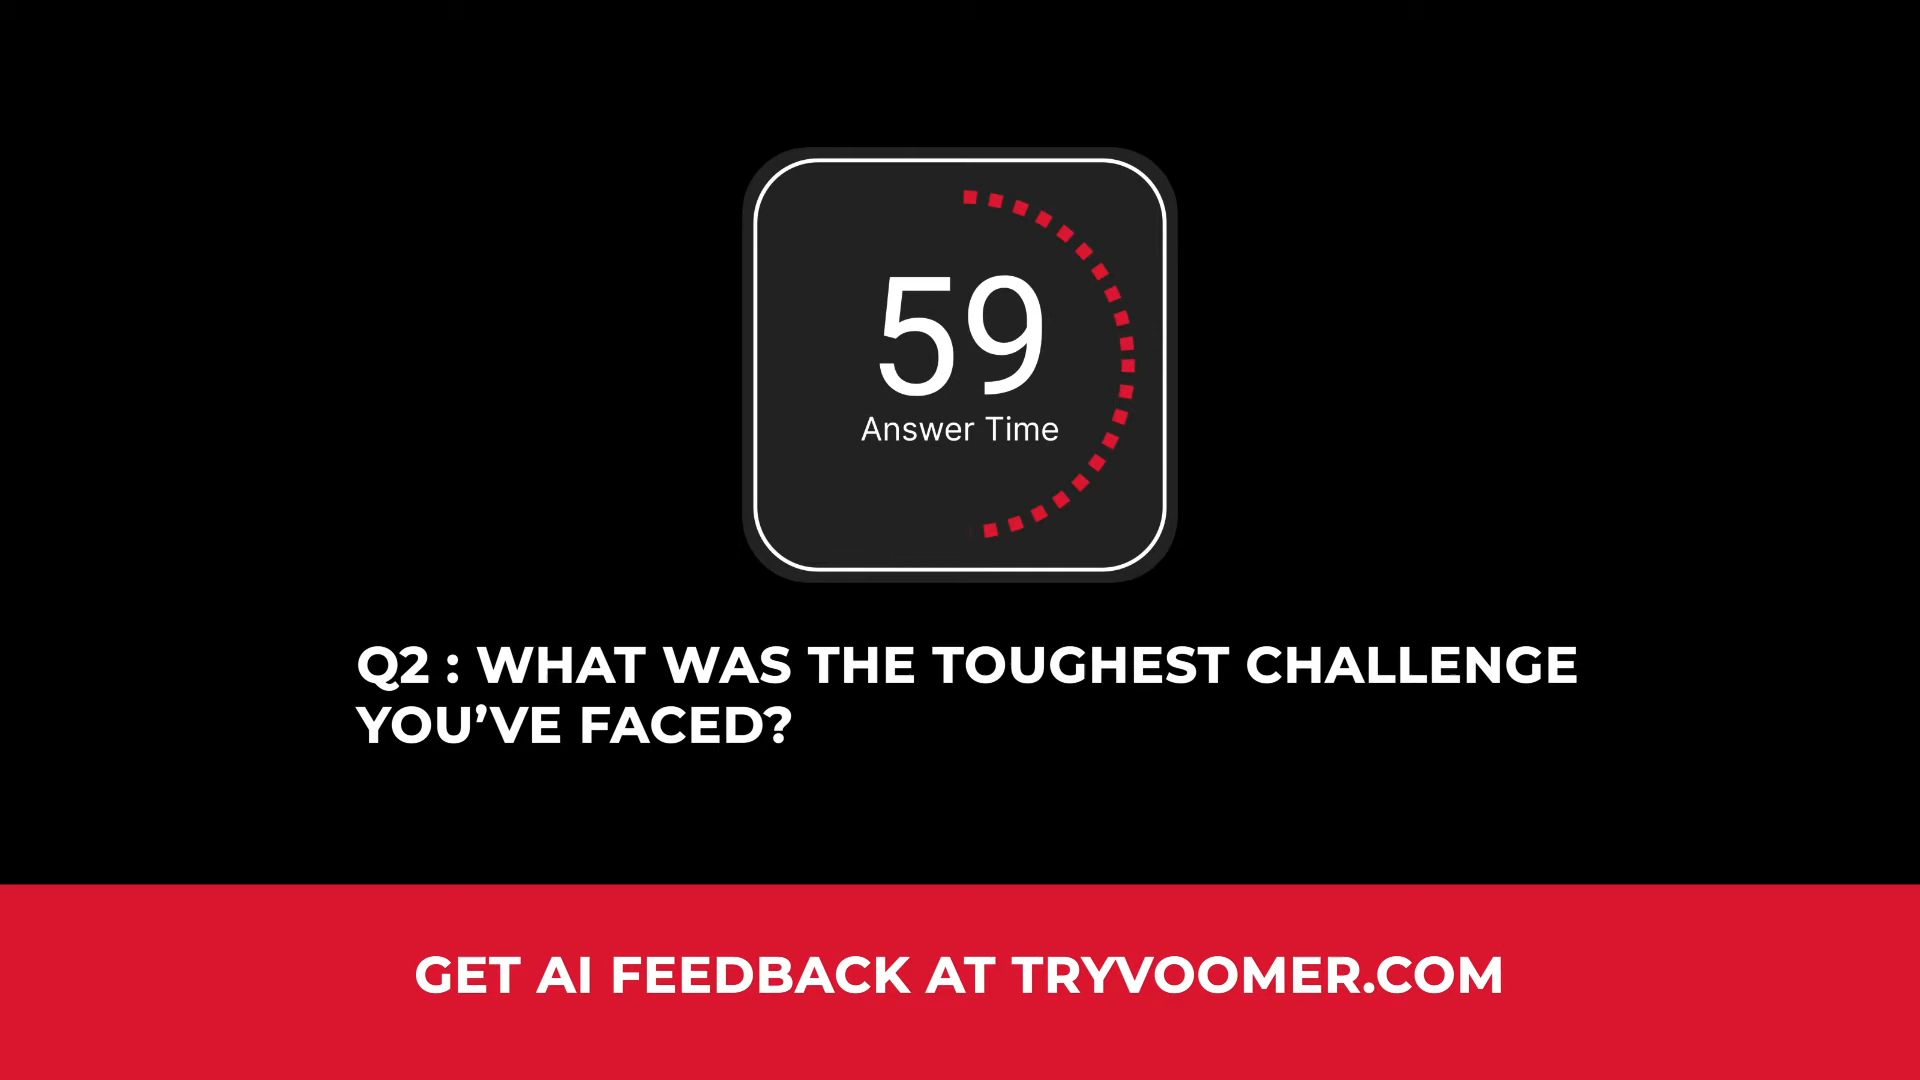 59
Answer Time
Q2 : WHAT WAS THE TOUGHEST CHALLENGE
YOU’VE FACED?
GET AI FEEDBACK AT TRYVOOMER.COM